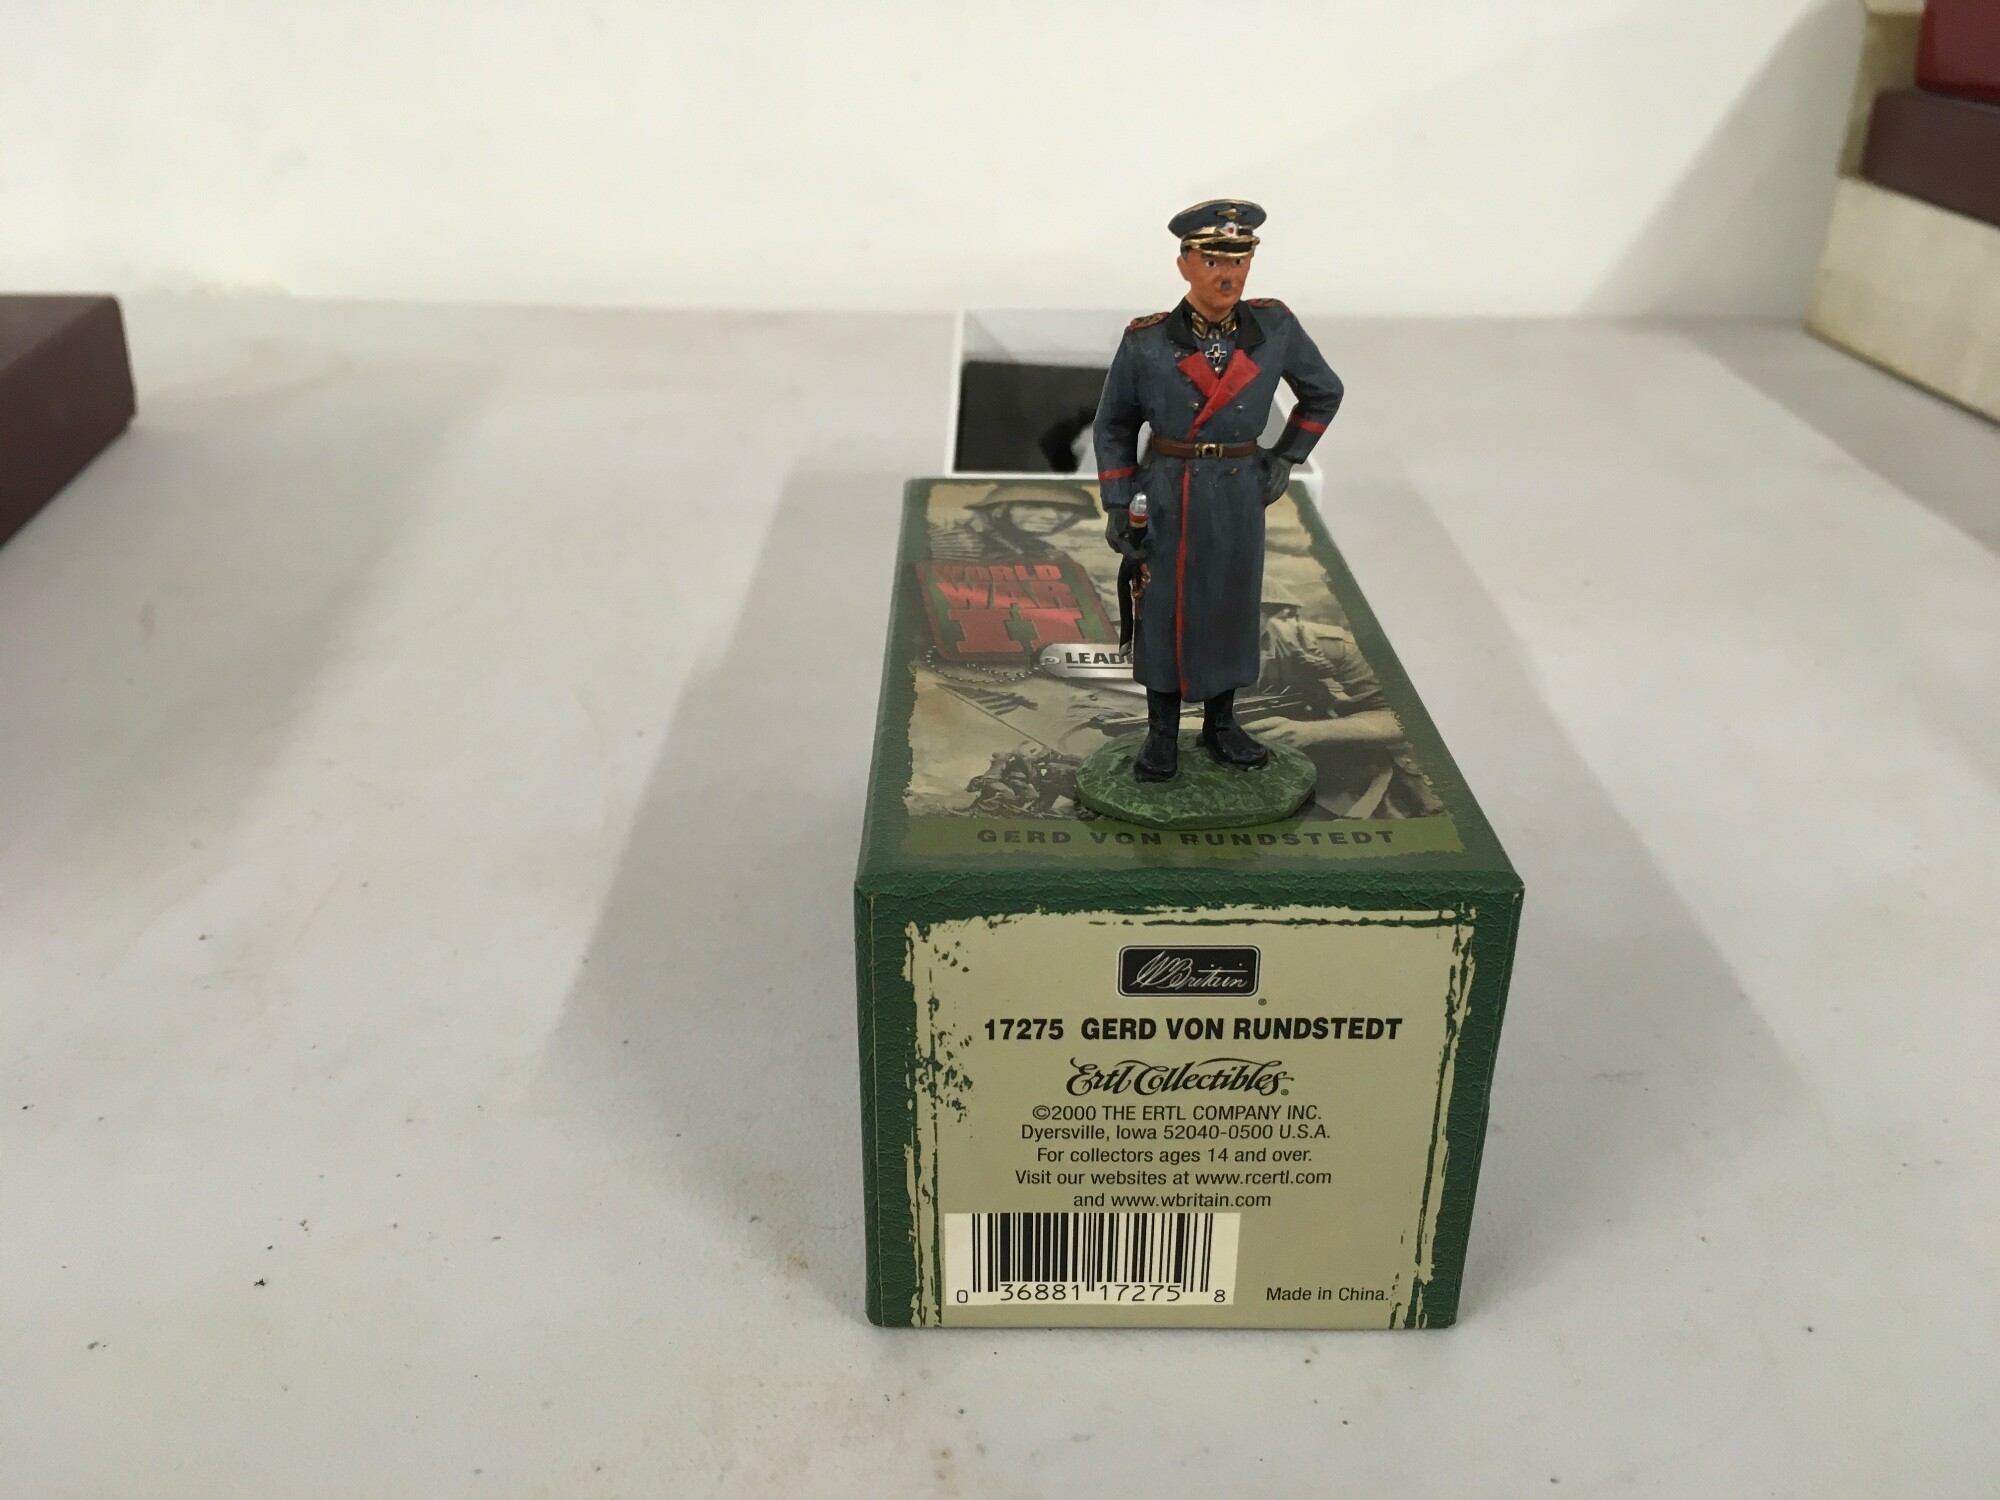 WORLD
WAR
II
LEAD
GERD VON RUNDSTEDT
WBritain
17275 GERD VON RUNDSTEDT
Ertl Collectibles®
©2000 THE ERTL COMPANY INC.
Dyersville, Iowa 52040-0500 U.S.A.
For collectors ages 14 and over.
Visit our websites at www.rcertl.com
and www.wbritain.com
0 36881 17275 8
Made in China.